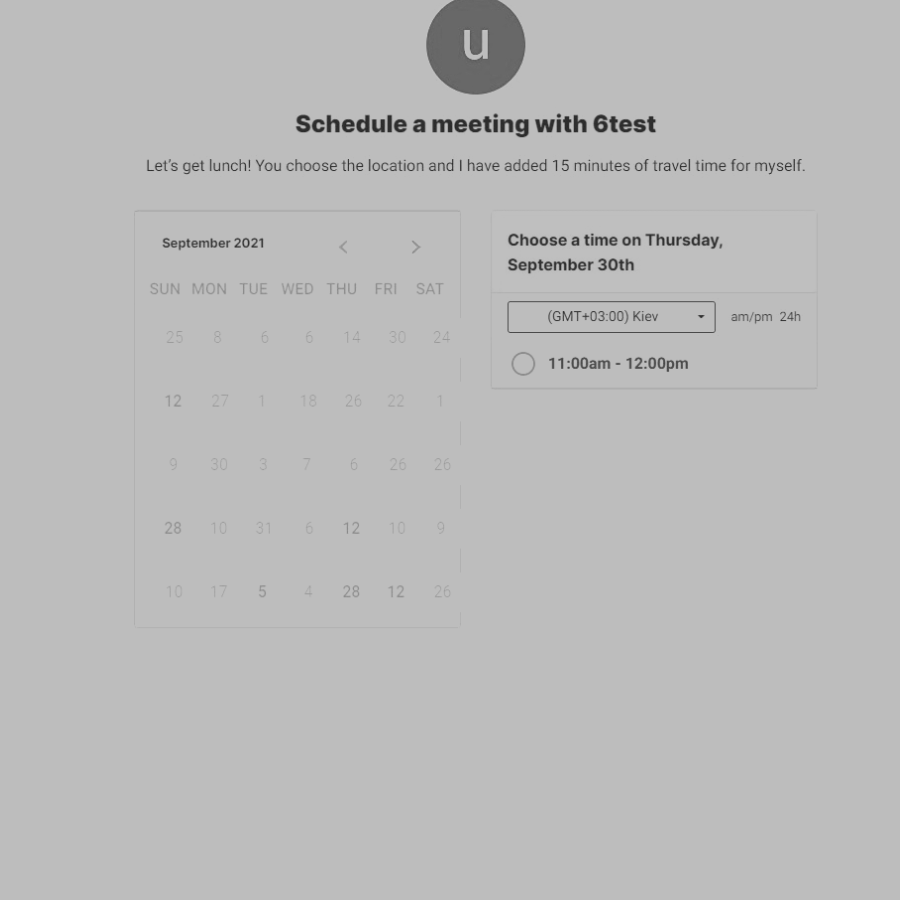 u
Schedule a meeting with 6test
Let's get lunch! You choose the location and I have added 15 minutes of travel time for myself.
September 2021
SUN MON TUE WED THU FRI SAT
25 8 6 6 14 30 24
12 27 1 18 26 22 1
9 30 3 7 6 26 26
28 10 31 6 12 10 9
10 17 5 4 28 12 26
Choose a time on Thursday,
September 30th
(GMT+03:00) Kiev am/pm 24h
11:00am - 12:00pm